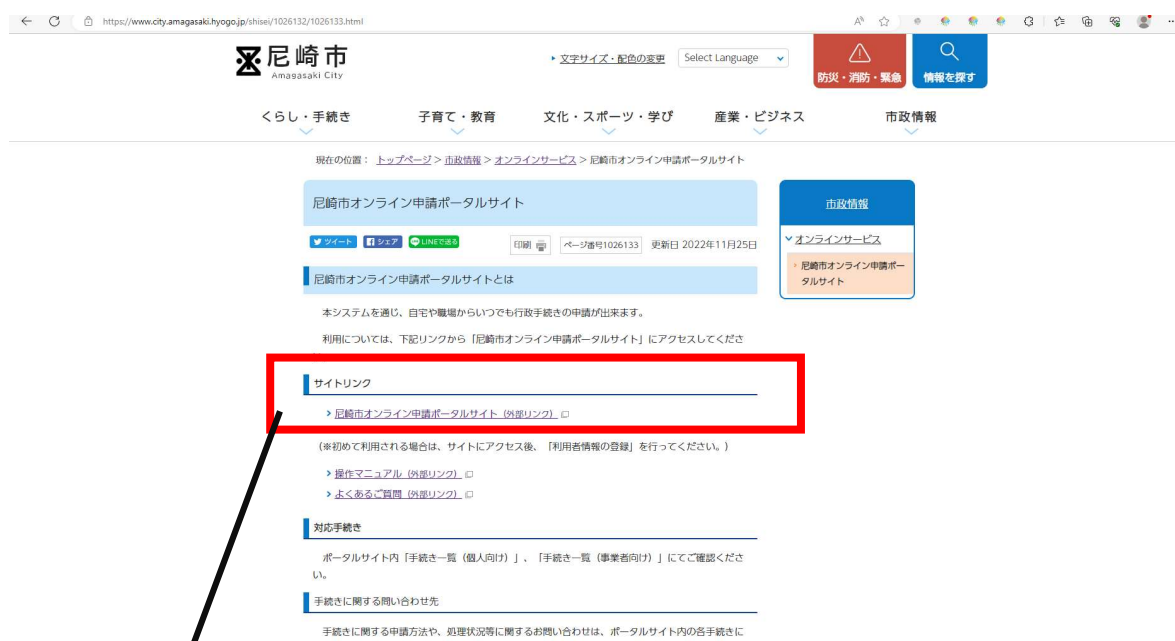 https://www.city.amagasaki.hyogo.jp/shisei/1026132/1026133.html
尼崎市
Amagasaki City
文字サイズ・配色の変更
Select Language
防災・消防・緊急
情報を探す
くらし・手続き
子育て・教育
文化・スポーツ・学び
産業・ビジネス
市政情報
現在の位置： トップページ > 市政情報 > オンラインサービス > 尼崎市オンライン申請ポータルサイト
尼崎市オンライン申請ポータルサイト
ツイート
シェア
LINEで送る
印刷
ページ番号1026133
更新日 2022年11月25日
尼崎市オンライン申請ポータルサイトとは
本システムを通じ、自宅や職場からいつでも行政手続きの申請が出来ます。
利用については、下記リンクから「尼崎市オンライン申請ポータルサイト」にアクセスしてくださ
サイトリンク
尼崎市オンライン申請ポータルサイト（外部リンク）
(※初めて利用される場合は、サイトにアクセス後、「利用者情報の登録」を行ってください。)
操作マニュアル（外部リンク）
よくあるご質問（外部リンク）
対応手続き
ポータルサイト内「手続き一覧（個人向け）」、「手続き一覧（事業者向け）」にてご確認くださ
い。
手続きに関する問い合わせ先
手続きに関する申請方法や、処理状況等に関するお問い合わせは、ポータルサイト内の各手続きに
市政情報
オンラインサービス
尼崎市オンライン申請ポー
タルサイト